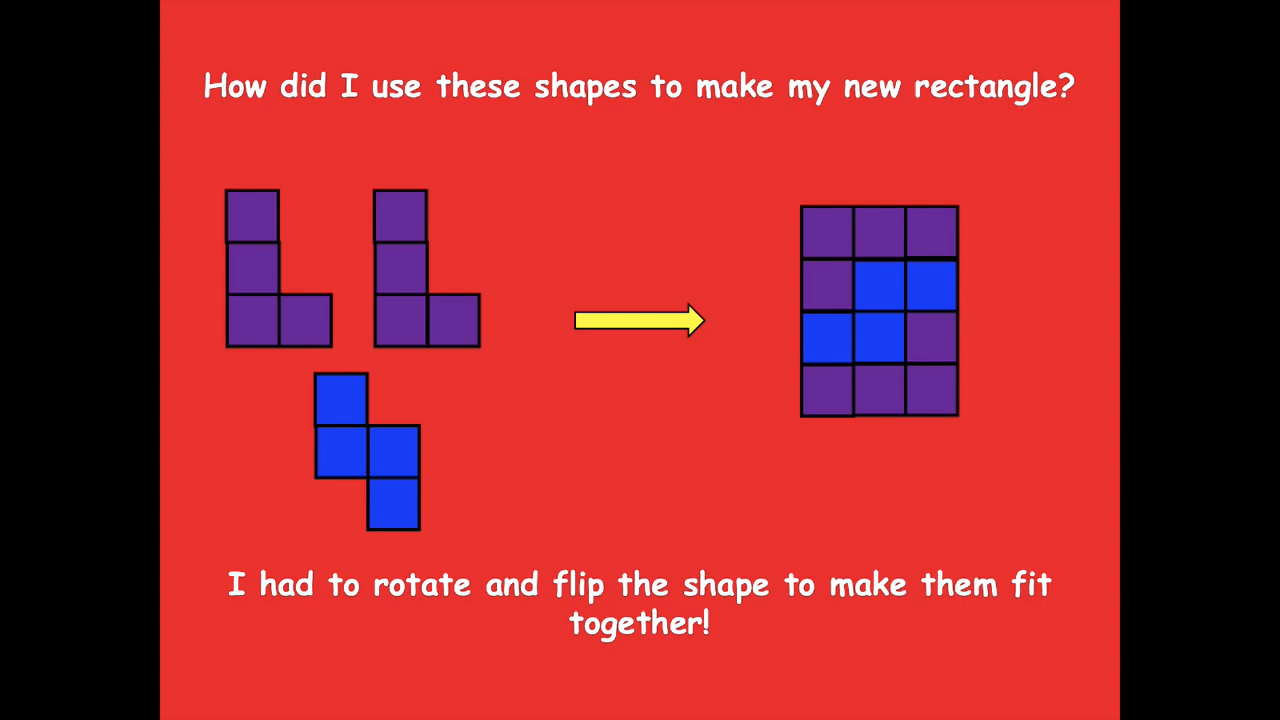 How did I use these shapes to make my new rectangle?
I had to rotate and flip the shape to make them fit
together!